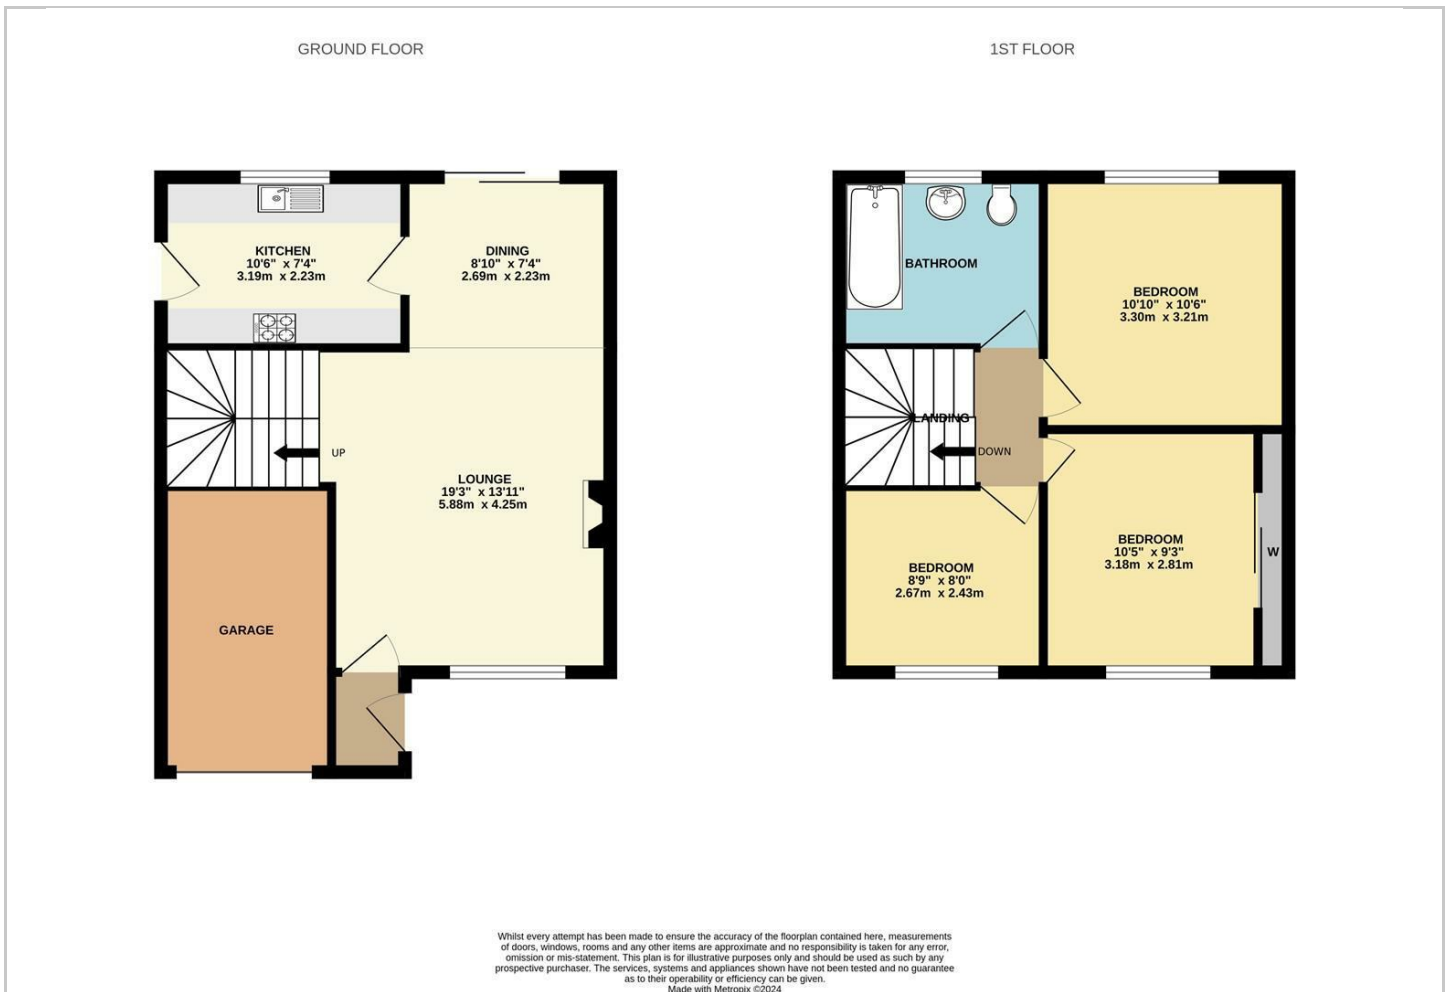 GROUND FLOOR
KITCHEN
10'6" x 7'4"
3.19m x 2.23m
DINING
8'10" x 7'4"
2.69m x 2.23m
UP
LOUNGE
19'3" x 13'11"
5.88m x 4.25m
GARAGE
1ST FLOOR
BATHROOM
BEDROOM
10'10" x 10'6"
3.30m x 3.21m
LANDING
DOWN
BEDROOM
8'9" x 8'0"
2.67m x 2.43m
BEDROOM
10'5" x 9'3"
3.18m x 2.81m
W
Whilst every attempt has been made to ensure the accuracy of the floorplan contained here, measurements
of doors, windows, rooms and any other items are approximate and no responsibility is taken for any error,
omission or mis-statement. This plan is for illustrative purposes only and should be used as such by any
prospective purchaser. The services, systems and appliances shown have not been tested and no guarantee
as to their operability or efficiency can be given.
Made with Metropix ©2024